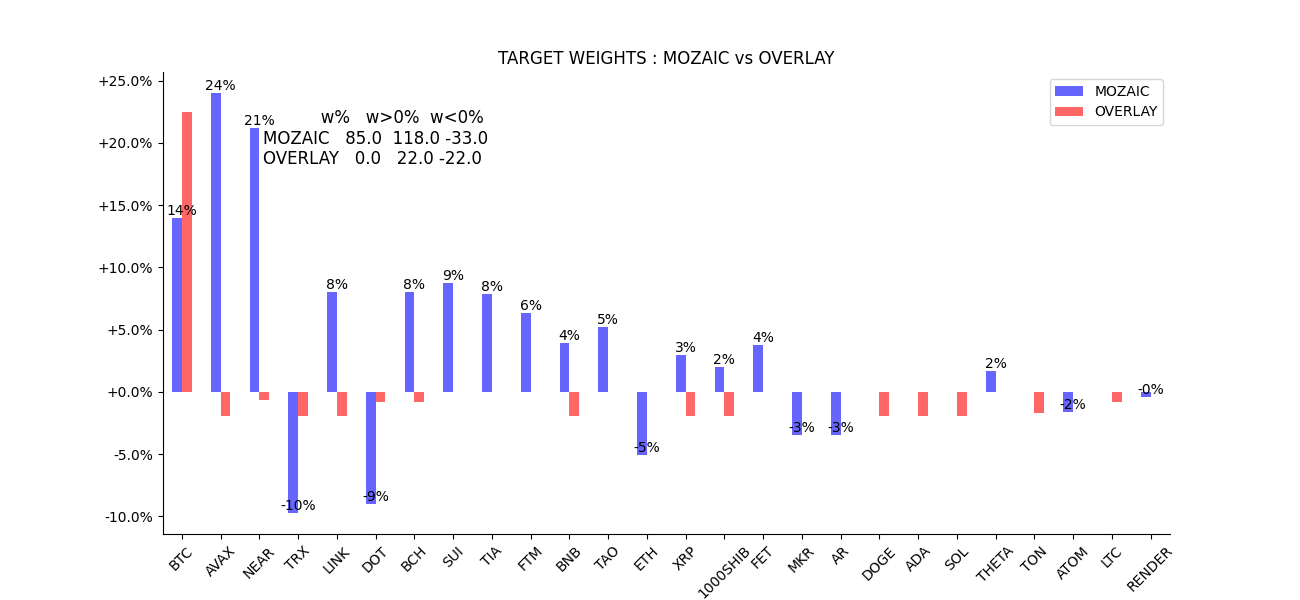 TARGET WEIGHTS : MOZAIC vs OVERLAY
+25.0%
+20.0%
+15.0%
+10.0%
+5.0%
+0.0%
-5.0%
-10.0%
MOZAIC
OVERLAY
w% w>0% w<0%
MOZAIC 85.0 118.0 -33.0
OVERLAY 0.0 22.0 -22.0
14%
24%
21%
-10%
8%
-9%
8%
9%
8%
6%
4%
5%
-5%
3%
2%
4%
-3%
-3%
2%
-2%
-0%
BTC
AVAX
NEAR
TRX
LINK
DOT
BCH
SUI
TIA
FTM
BNB
TAO
ETH
XRP
1000SHIB
FET
MKR
AR
DOGE
ADA
SOL
THETA
TON
ATOM
LTC
RENDER